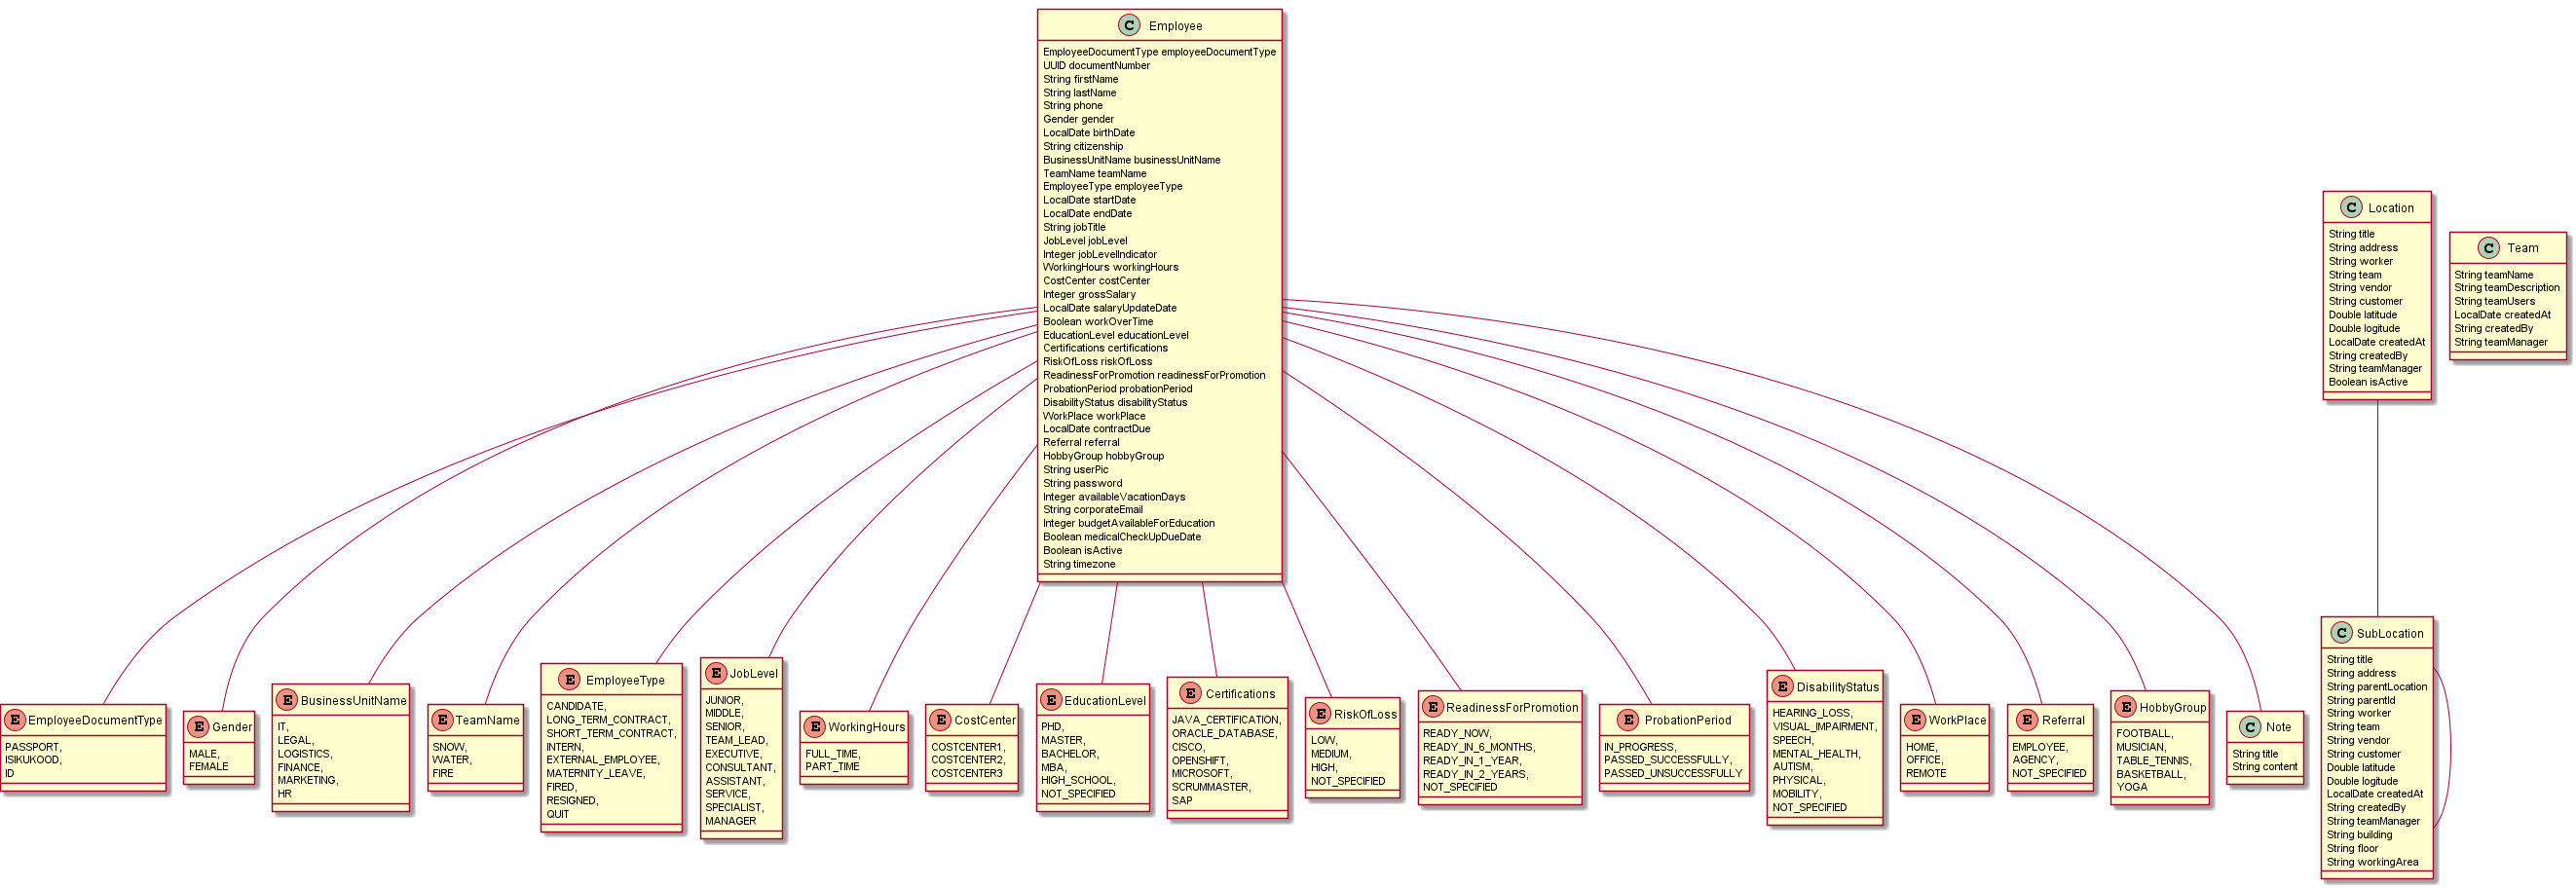 C Employee
EmployeeDocumentType employeeDocumentType
UUID documentNumber
String firstName
String lastName
String phone
Gender gender
LocalDate birthDate
String citizenship
BusinessUnitName businessUnitName
TeamName teamName
EmployeeType employeeType
LocalDate startDate
LocalDate endDate
String jobTitle
JobLevel jobLevel
Integer jobLevelIndicator
WorkingHours workingHours
CostCenter costCenter
Integer grossSalary
LocalDate salaryUpdateDate
Boolean workOverTime
EducationLevel educationLevel
Certifications certifications
RiskOfLoss riskOfLoss
ReadinessForPromotion readinessForPromotion
ProbationPeriod probationPeriod
DisabilityStatus disabilityStatus
WorkPlace workPlace
LocalDate contractDue
Referral referral
HobbyGroup hobbyGroup
String userPic
String password
Integer availableVacationDays
String corporateEmail
Integer budgetAvailableForEducation
Boolean medicalCheckUpDueDate
Boolean isActive
String timezone
C Location
String title
String address
String worker
String team
String vendor
String customer
Double latitude
Double logitude
LocalDate createdAt
String createdBy
String teamManager
Boolean isActive
C Team
String teamName
String teamDescription
String teamUsers
LocalDate createdAt
String createdBy
String teamManager
E EmployeeDocumentType
PASSPORT,
ISIKUKOOD,
ID
E Gender
MALE,
FEMALE
E BusinessUnitName
IT,
LEGAL,
LOGISTICS,
FINANCE,
MARKETING,
HR
E TeamName
SNOW,
WATER,
FIRE
E EmployeeType
CANDIDATE,
LONG_TERM_CONTRACT,
SHORT_TERM_CONTRACT,
INTERN,
EXTERNAL_EMPLOYEE,
MATERNITY_LEAVE,
FIRED,
RESIGNED,
QUIT
E JobLevel
JUNIOR,
MIDDLE,
SENIOR,
TEAM_LEAD,
EXECUTIVE,
CONSULTANT,
ASSISTANT,
SERVICE,
SPECIALIST,
MANAGER
E WorkingHours
FULL_TIME,
PART_TIME
E CostCenter
COSTCENTER1,
COSTCENTER2,
COSTCENTER3
E EducationLevel
PHD,
MASTER,
BACHELOR,
MBA,
HIGH_SCHOOL,
NOT_SPECIFIED
E Certifications
JAVA_CERTIFICATION,
ORACLE_DATABASE,
CISCO,
OPENSHIFT,
MICROSOFT,
SCRUMMASTER,
SAP
E RiskOfLoss
LOW,
MEDIUM,
HIGH,
NOT_SPECIFIED
E ReadinessForPromotion
READY_NOW,
READY_IN_6_MONTHS,
READY_IN_1_YEAR,
READY_IN_2_YEARS,
NOT_SPECIFIED
E ProbationPeriod
IN_PROGRESS,
PASSED_SUCCESSFULLY,
PASSED_UNSUCCESSFULLY
E DisabilityStatus
HEARING_LOSS,
VISUAL_IMPAIRMENT,
SPEECH,
MENTAL_HEALTH,
AUTISM,
PHYSICAL,
MOBILITY,
NOT_SPECIFIED
E WorkPlace
HOME,
OFFICE,
REMOTE
E Referral
EMPLOYEE,
AGENCY,
NOT_SPECIFIED
E HobbyGroup
FOOTBALL,
MUSICIAN,
TABLE_TENNIS,
BASKETBALL,
YOGA
C Note
String title
String content
C SubLocation
String title
String address
String parentLocation
String parentId
String worker
String team
String vendor
String customer
Double latitude
Double logitude
LocalDate createdAt
String createdBy
String teamManager
String building
String floor
String workingArea